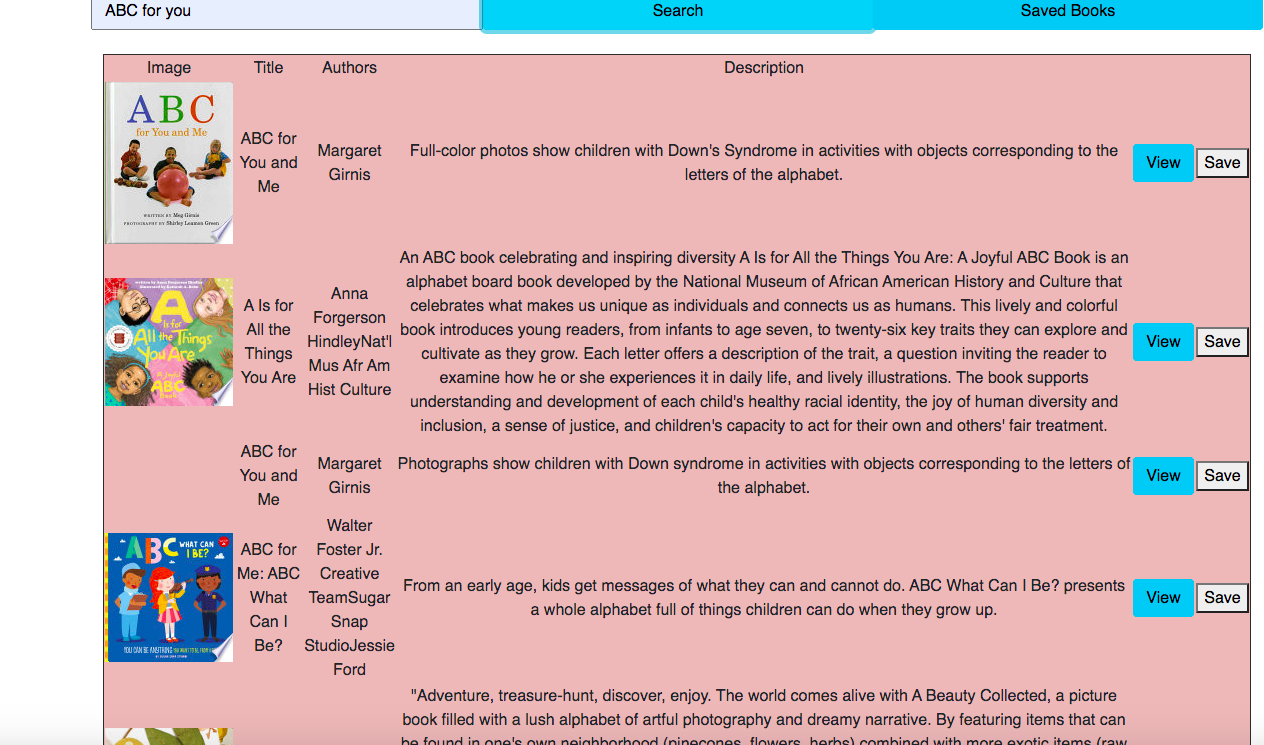 ABC for you
Search
Saved Books
Image
Title
Authors
Description
ABC
for You and Me
WRITTEN BY Meg Girnis
PHOTOGRAPHY BY Shirley Leamon Green
ABC for
You and
Me
Margaret
Girnis
Full-color photos show children with Down's Syndrome in activities with objects corresponding to the
letters of the alphabet.
View
Save
A
Is for
All the Things
You Are
A Joyful
ABC
Book
A Is for
All the
Things
You Are
Anna
Forgerson
HindleyNat'l
Mus Afr Am
Hist Culture
An ABC book celebrating and inspiring diversity A Is for All the Things You Are: A Joyful ABC Book is an
alphabet board book developed by the National Museum of African American History and Culture that
celebrates what makes us unique as individuals and connects us as humans. This lively and colorful
book introduces young readers, from infants to age seven, to twenty-six key traits they can explore and
cultivate as they grow. Each letter offers a description of the trait, a question inviting the reader to
examine how he or she experiences it in daily life, and lively illustrations. The book supports
understanding and development of each child's healthy racial identity, the joy of human diversity and
inclusion, a sense of justice, and children's capacity to act for their own and others' fair treatment.
View
Save
ABC for
You and
Me
Margaret
Girnis
Photographs show children with Down syndrome in activities with objects corresponding to the letters of
the alphabet.
View
Save
ABC WHAT CAN
I BE?
YOU CAN BE ANYTHING YOU WANT TO BE, FROM
ABC for
Me: ABC
What
Can I
Be?
Walter
Foster Jr.
Creative
TeamSugar
Snap
StudioJessie
Ford
From an early age, kids get messages of what they can and cannot do. ABC What Can I Be? presents
a whole alphabet full of things children can do when they grow up.
View
Save
"Adventure, treasure-hunt, discover, enjoy. The world comes alive with A Beauty Collected, a picture
book filled with a lush alphabet of artful photography and dreamy narrative. By featuring items that can
be found in one's own neighborhood (pinecones, flowers, herbs) combined with more exotic items (raw